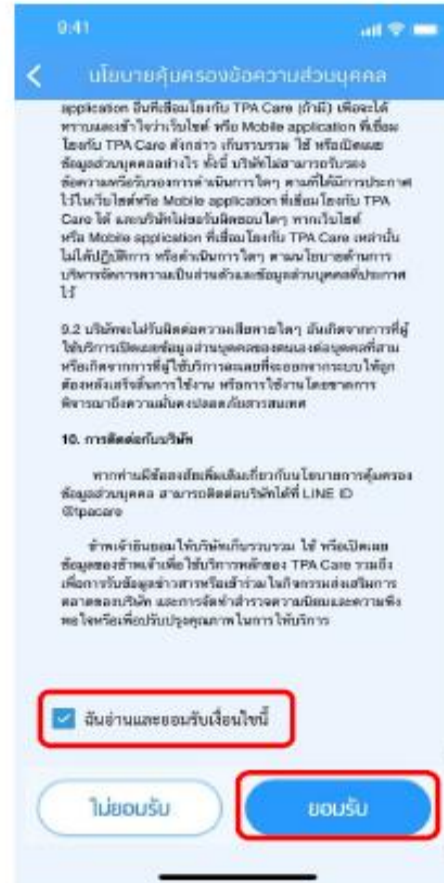 9:41
นโยบายคุ้มครองข้อความส่วนบุคคล
application อื่นที่เชื่อมโยงกับ TPA Care (ถ้ามี) เพื่อจะได้
ทราบและเข้าใจว่าเว็บไซต์ หรือ Mobile application ที่เชื่อม
โยงกับ TPA Care ดังกล่าว เก็บรวบรวม ใช้ หรือเปิดเผย
ข้อมูลส่วนบุคคลอย่างไร ทั้งนี้ บริษัทไม่สามารถรับรอง
ข้อความหรือรับรองการดำเนินการใดๆ ตามที่ได้มีการประกาศ
ไว้ในเว็บไซต์หรือ Mobile application ที่เชื่อมโยงกับ TPA
Care ได้ และบริษัทไม่ขอรับผิดชอบใดๆ หากเว็บไซต์
หรือ Mobile application ที่เชื่อมโยงกับ TPA Care เหล่านั้น
ไม่ได้ปฏิบัติการ หรือดำเนินการใดๆ ตามนโยบายด้านการ
บริหารจัดการความเป็นส่วนตัวและข้อมูลส่วนบุคคลที่ประกาศ
ไว้
9.2 บริษัทจะไม่รับผิดต่อความเสียหายใดๆ อันเกิดจากการที่ผู้
ใช้บริการเปิดเผยข้อมูลส่วนบุคคลของตนเองต่อบุคคลที่สาม
หรือเกิดจากการที่ผู้ใช้บริการละเลยที่จะออกจากระบบให้ถูก
ต้องหลังเสร็จสิ้นการใช้งาน หรือการใช้งานโดยขาดการ
พิจารณาถึงความมั่นคงปลอดภัยสารสนเทศ
10. การติดต่อกับบริษัท
หากท่านมีข้อสงสัยเพิ่มเติมเกี่ยวกับนโยบายการคุ้มครอง
ข้อมูลส่วนบุคคล สามารถติดต่อบริษัทได้ที่ LINE ID
@tpacare
ข้าพเจ้ายินยอมให้บริษัทเก็บรวบรวม ใช้ หรือเปิดเผย
ข้อมูลของข้าพเจ้าเพื่อใช้บริการหลักของ TPA Care รวมถึง
เพื่อการรับข้อมูลข่าวสารหรือเข้าร่วมในกิจกรรมส่งเสริมการ
ตลาดของบริษัท และการจัดทำสำรวจความนิยมและความพึง
พอใจหรือเพื่อปรับปรุงคุณภาพในการให้บริการ
ฉันอ่านและยอมรับเงื่อนไขนี้
ไม่ยอมรับ
ยอมรับ